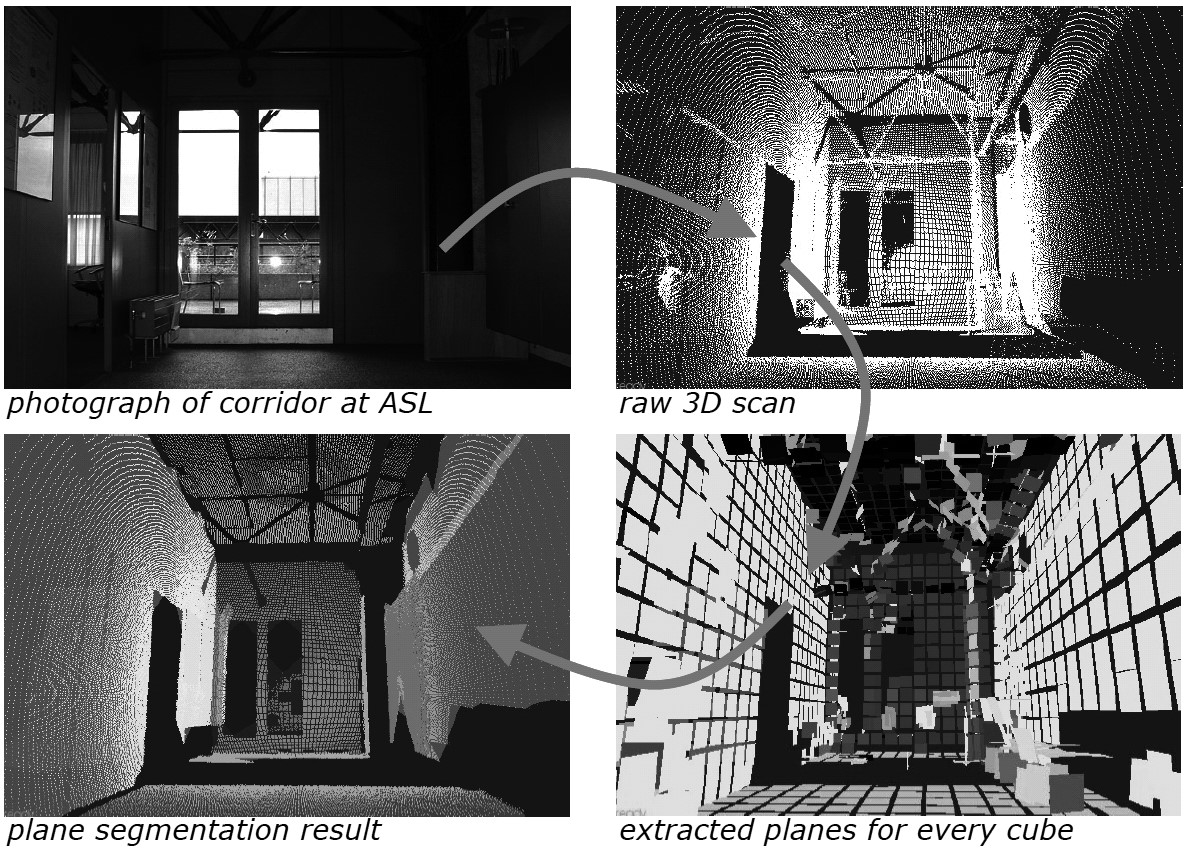 photograph of corridor at ASL
raw 3D scan
plane segmentation result
extracted planes for every cube